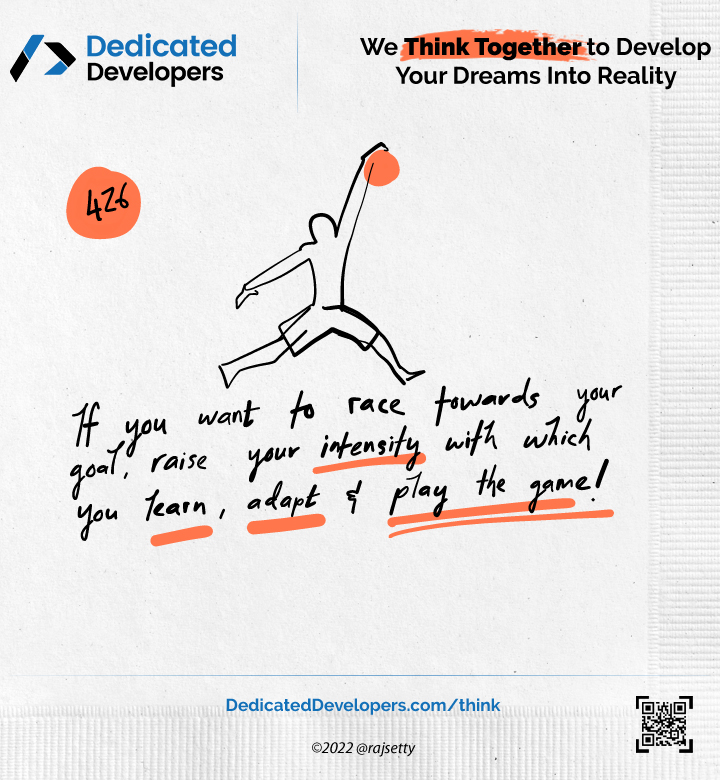 Dedicated
Developers
We Think Together to Develop
Your Dreams Into Reality
426
If you want to race towards your
goal, raise your intensity with which
you learn, adapt & play the game!
DedicatedDevelopers.com/think
©2022 @rajsetty